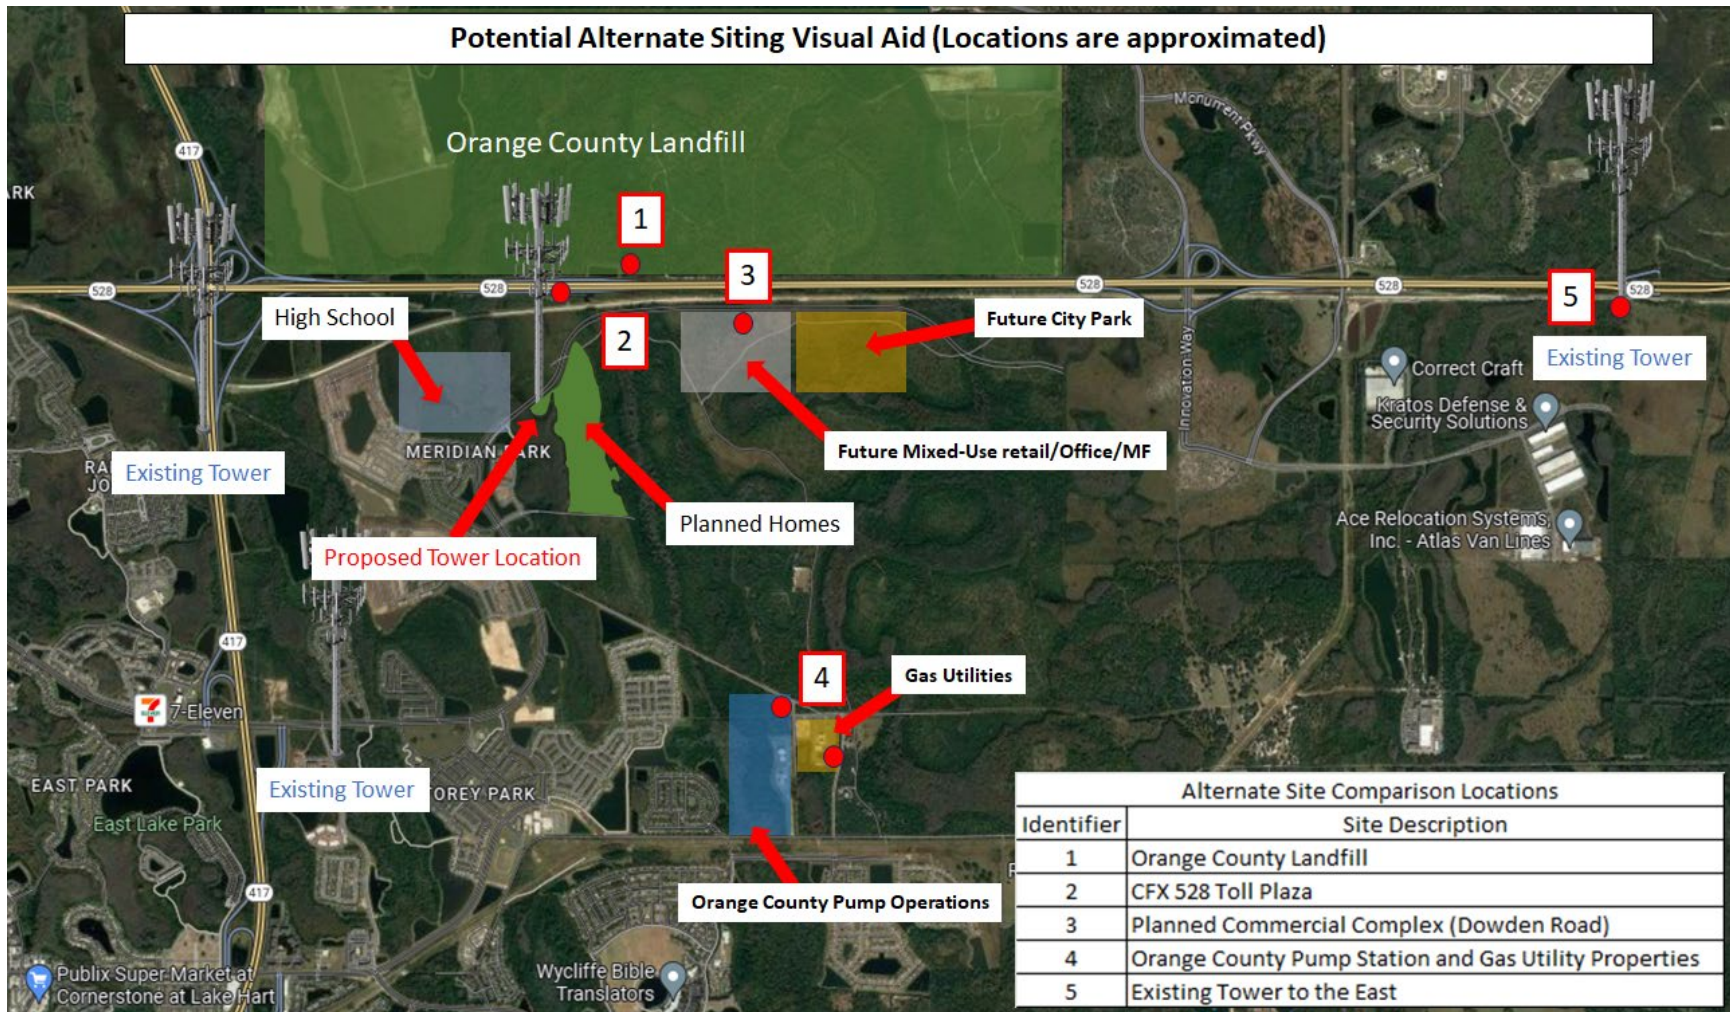 Potential Alternate Siting Visual Aid (Locations are approximated)
Monument Pkwy
Orange County Landfill
417
ARK
1
3
528
528
528
528
528
5
High School
2
Future City Park
Existing Tower
Innovation Way
Correct Craft
Kratos Defense &
Security Solutions
MERIDIAN PARK
Future Mixed-Use retail/Office/MF
RA
JO
Existing Tower
Planned Homes
Ace Relocation Systems,
Inc. - Atlas Van Lines
Proposed Tower Location
417
4
Gas Utilities
7-Eleven
EAST PARK
Existing Tower
TOREY PARK
East Lake Park
417
Orange County Pump Operations
Publix Super Market at
Cornerstone at Lake Hart
Wycliffe Bible
Translators
Alternate Site Comparison Locations
Identifier Site Description
1 Orange County Landfill
2 CFX 528 Toll Plaza
3 Planned Commercial Complex (Dowden Road)
4 Orange County Pump Station and Gas Utility Properties
5 Existing Tower to the East